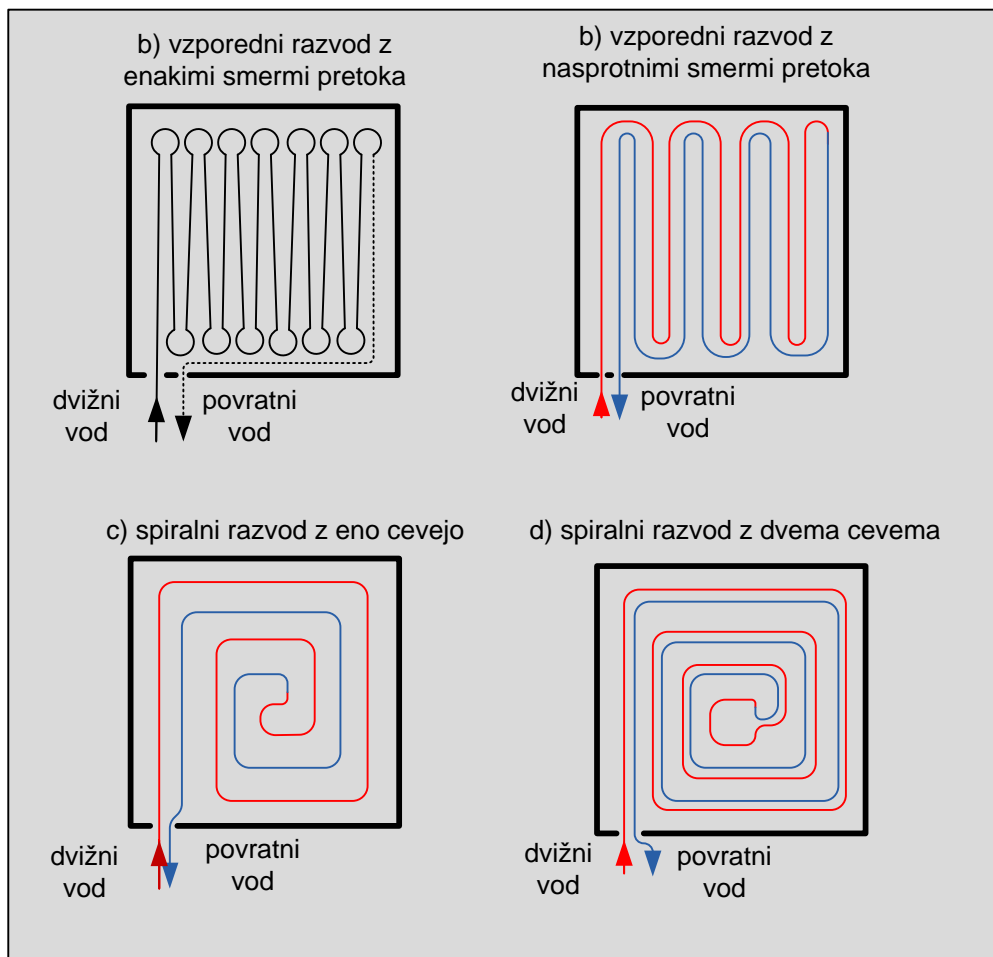 b) vzporedni razvod z
enakimi smermi pretoka
b) vzporedni razvod z
nasprotnimi smermi pretoka
dvižni
vod
povratni
vod
dvižni
vod
povratni
vod
c) spiralni razvod z eno cevejo
d) spiralni razvod z dvema cevema
dvižni
vod
povratni
vod
dvižni
vod
povratni
vod